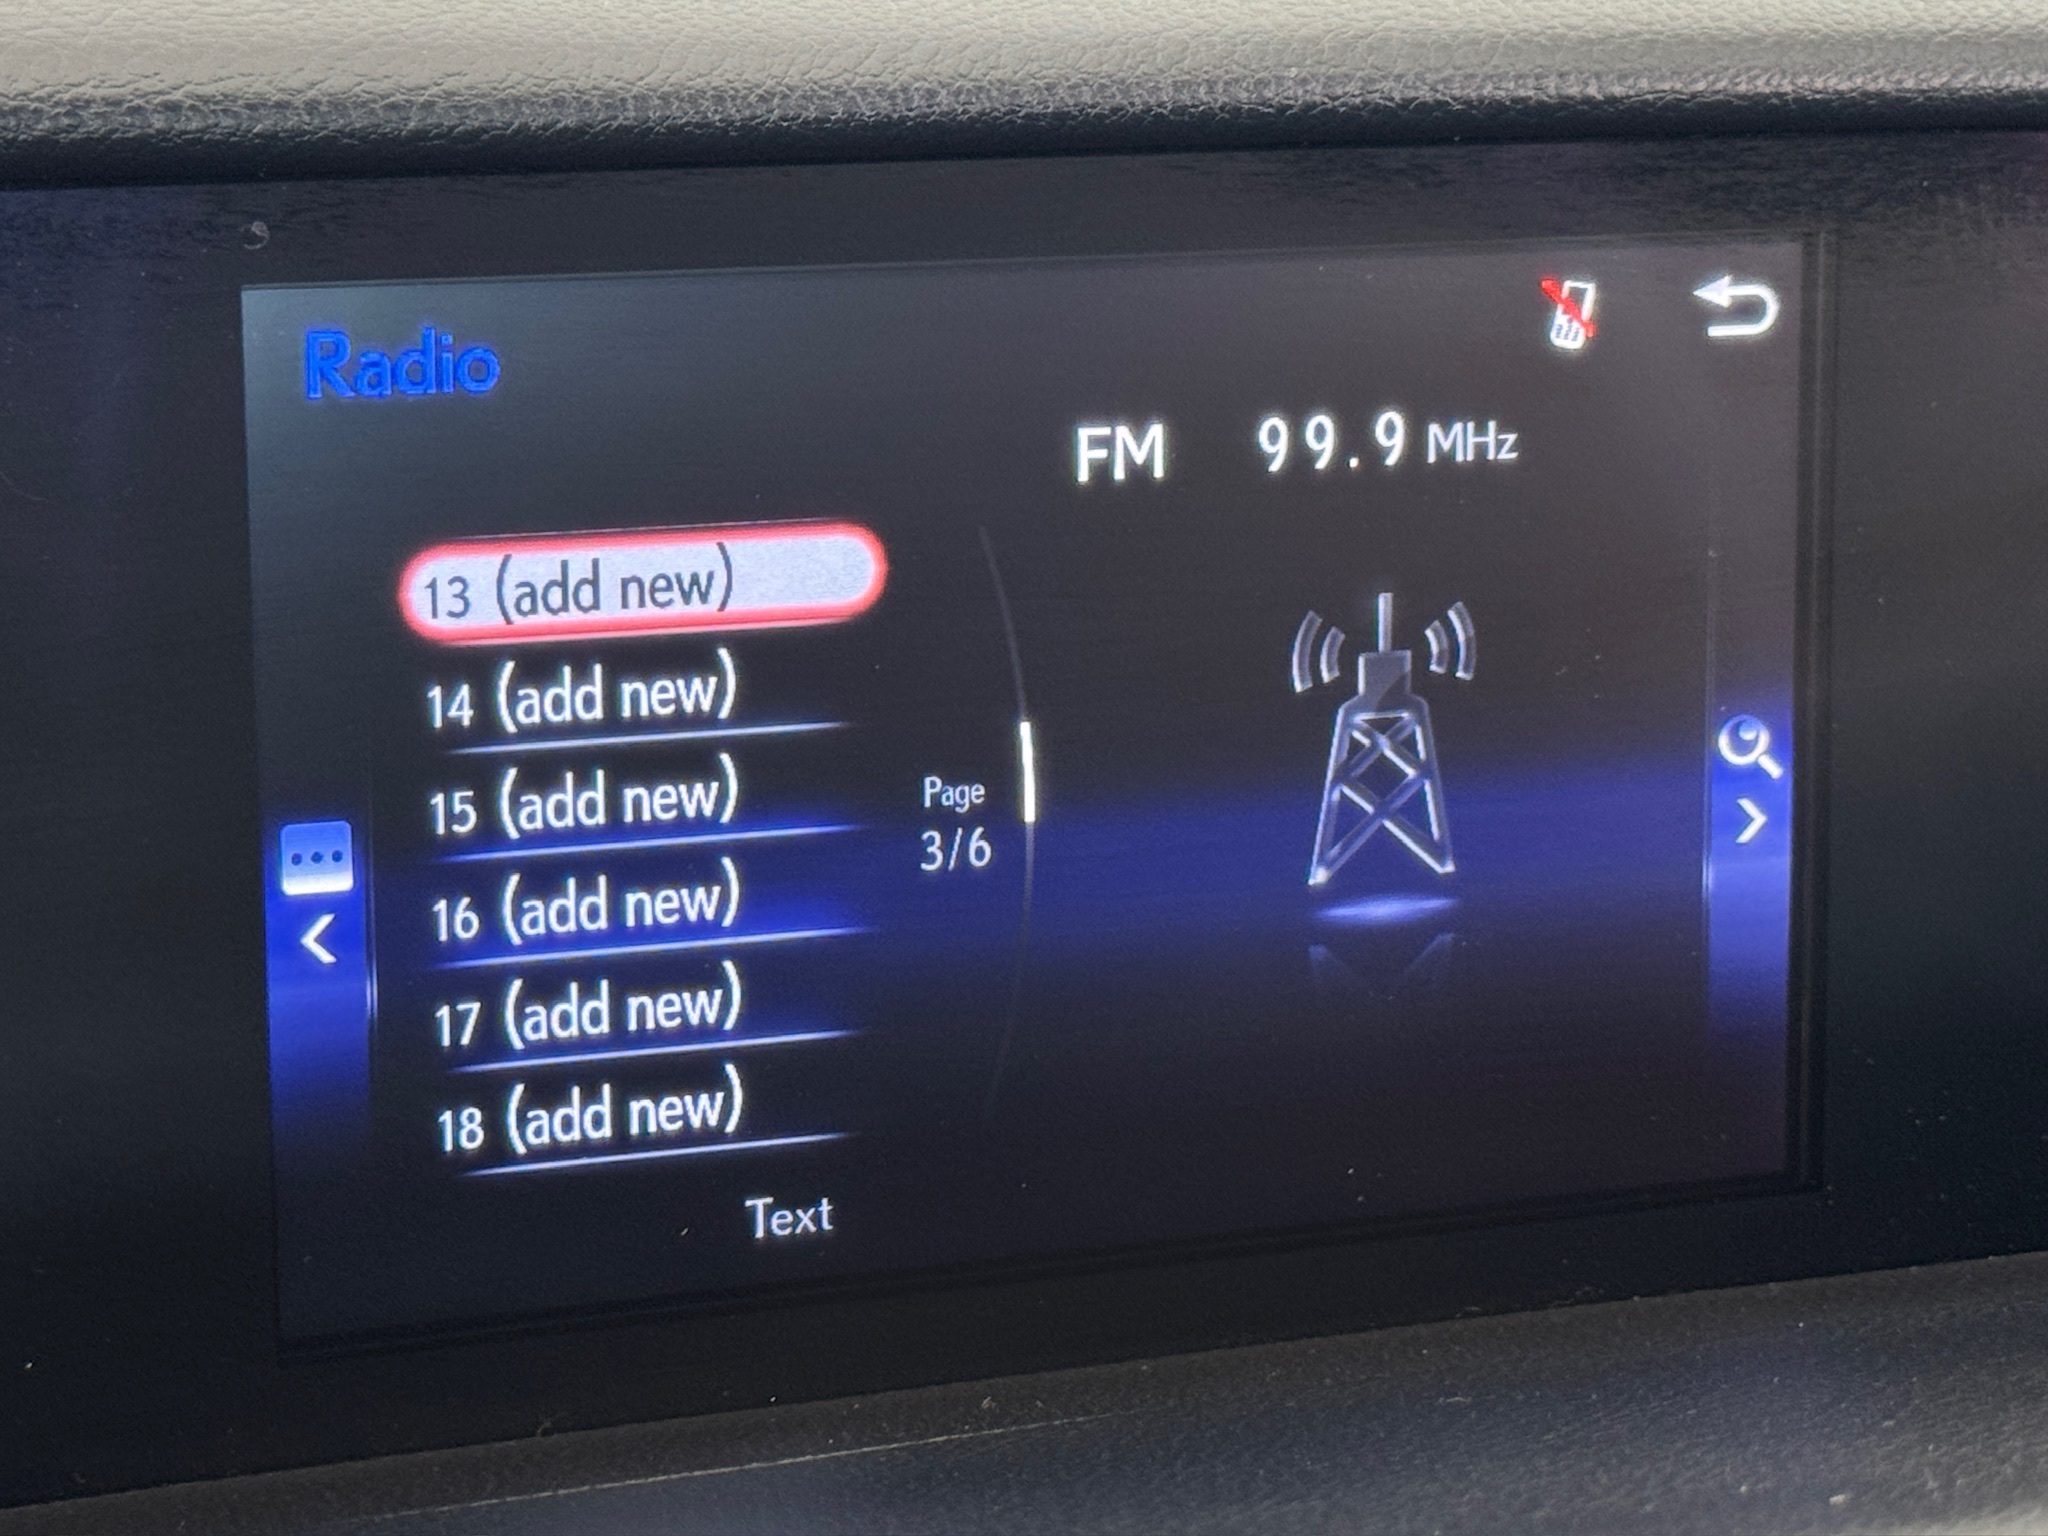 Radio
FM 99.9 MHz
13 (add new)
14 (add new)
15 (add new)
16 (add new)
17 (add new)
18 (add new)
Page
3/6
Text